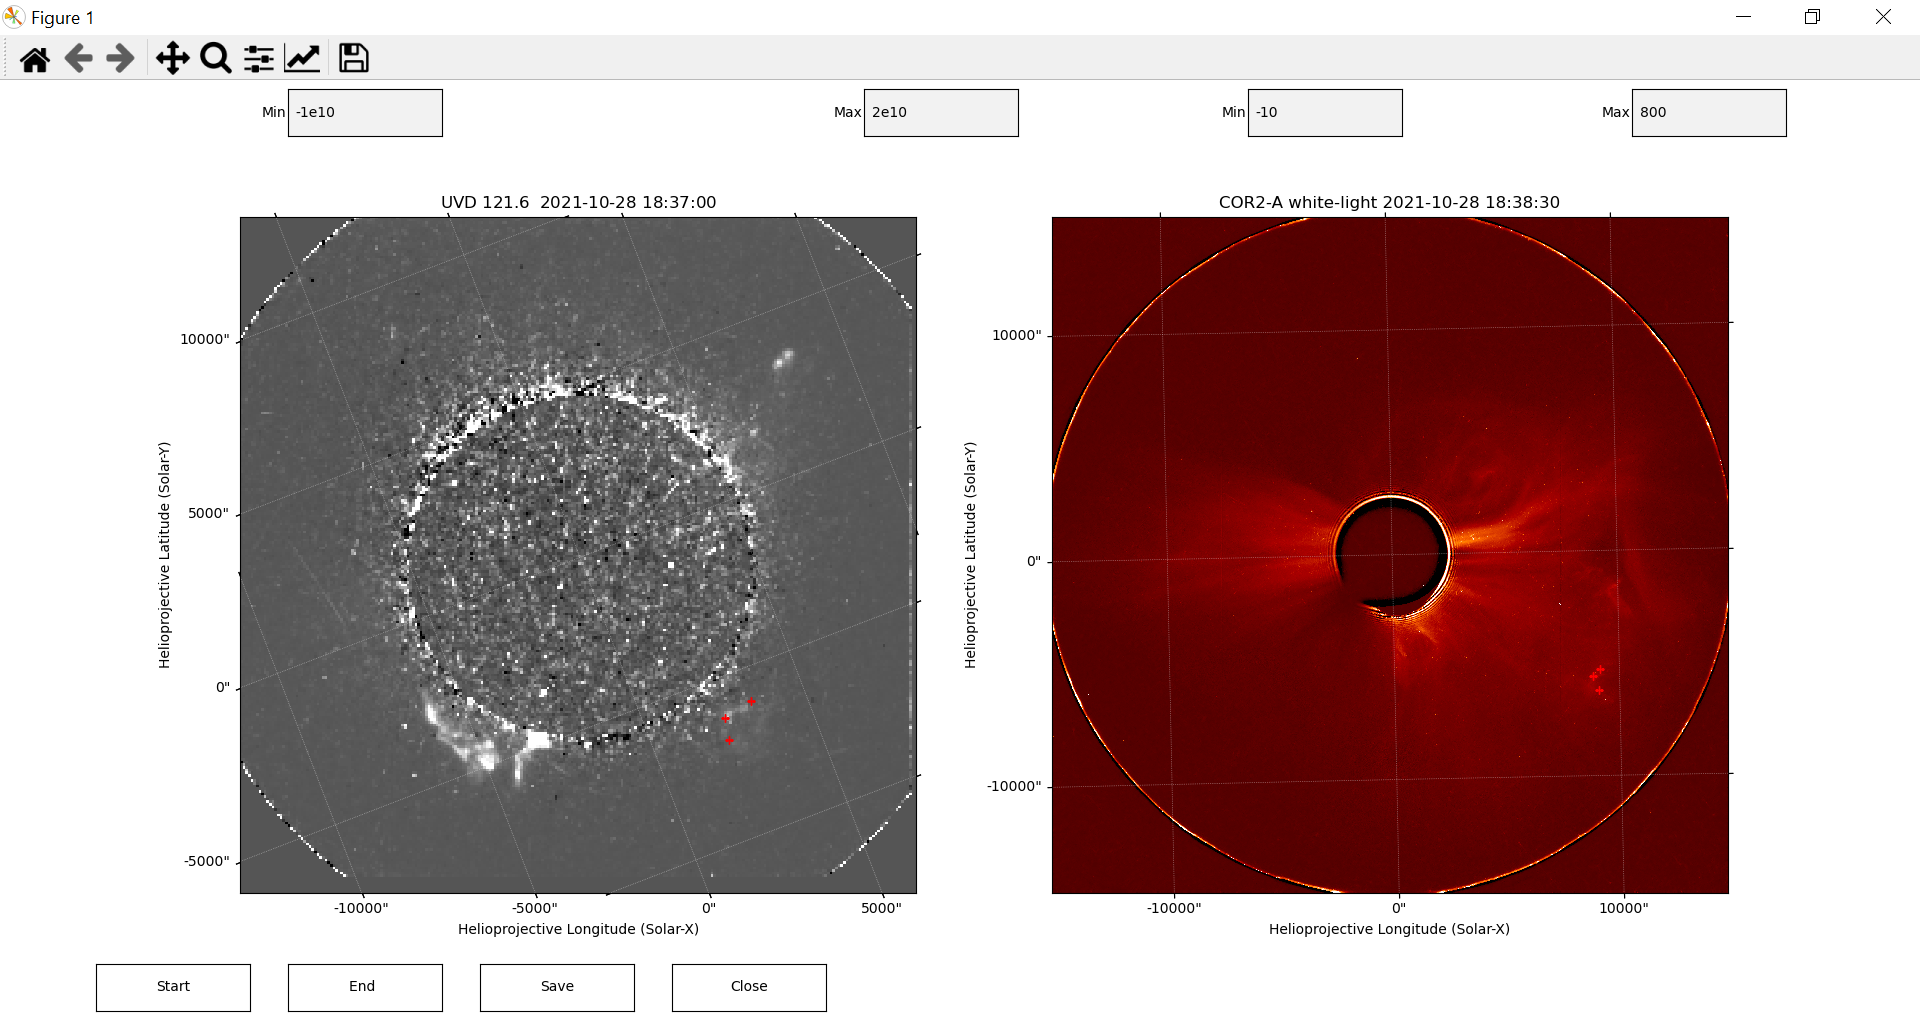 Figure 1
Min -1e10 Max 2e10 Min -10 Max 800
UVD 121.6 2021-10-28 18:37:00
COR2-A white-light 2021-10-28 18:38:30
10000"
5000"
0"
-5000"
Helioprojective Latitude (Solar-Y)
-10000" -5000" 0" 5000"
Helioprojective Longitude (Solar-X)
10000"
0"
-10000"
Helioprojective Latitude (Solar-Y)
-10000" 0" 10000"
Helioprojective Longitude (Solar-X)
Start End Save Close